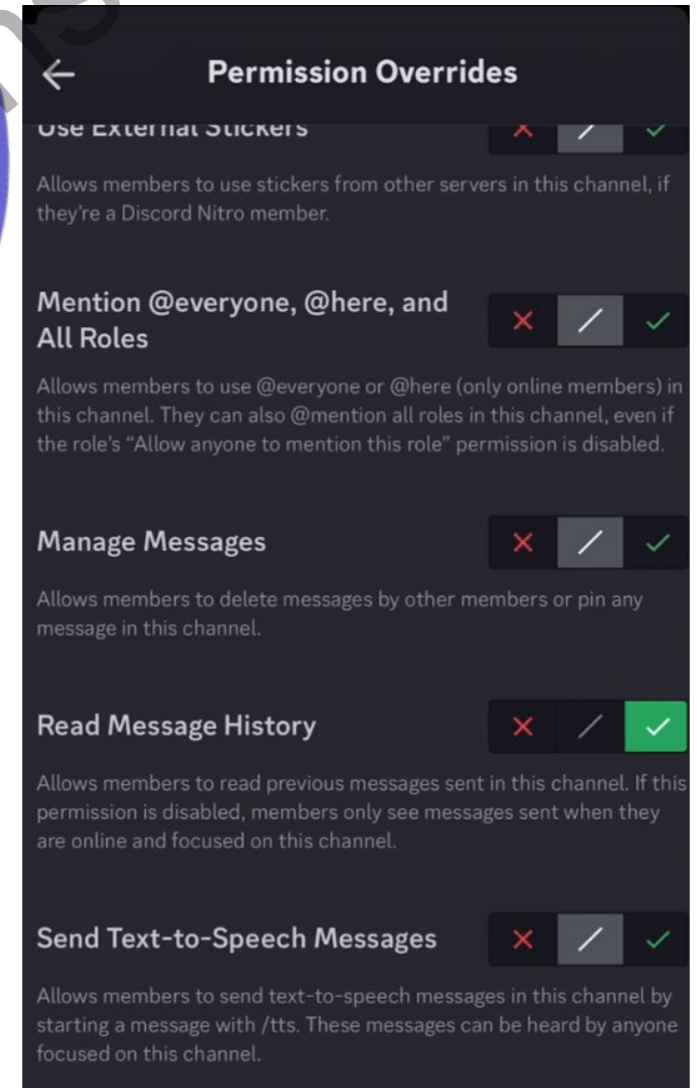 Permission Overrides
Use External Stickers
Allows members to use stickers from other servers in this channel, if
they're a Discord Nitro member.
Mention @everyone, @here, and
All Roles
Allows members to use @everyone or @here (only online members) in
this channel. They can also @mention all roles in this channel, even if
the role's “Allow anyone to mention this role” permission is disabled.
Manage Messages
Allows members to delete messages by other members or pin any
message in this channel.
Read Message History
Allows members to read previous messages sent in this channel. If this
permission is disabled, members only see messages sent when they
are online and focused on this channel.
Send Text-to-Speech Messages
Allows members to send text-to-speech messages in this channel by
starting a message with /tts. These messages can be heard by anyone
focused on this channel.